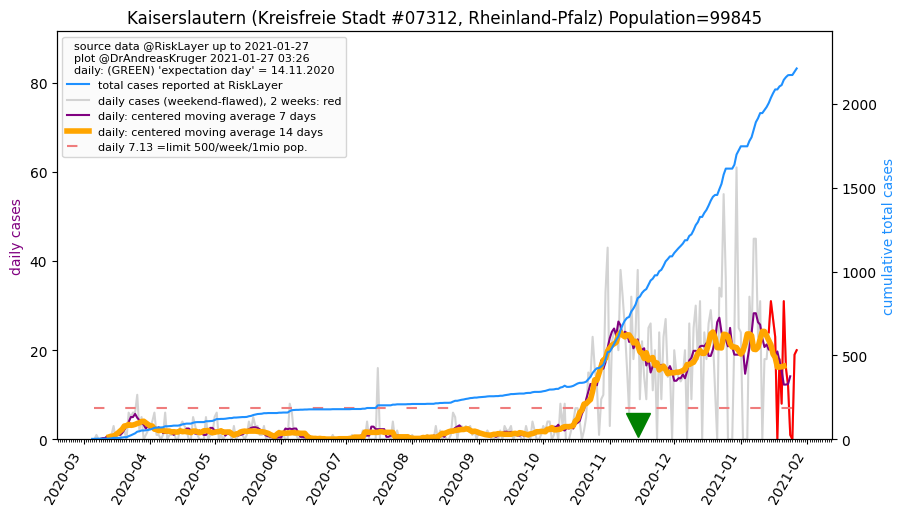 Kaiserslautern (Kreisfreie Stadt #07312, Rheinland-Pfalz) Population=99845
source data @RiskLayer up to 2021-01-27
plot @DrAndreasKruger 2021-01-27 03:26
daily: (GREEN) 'expectation day' = 14.11.2020
total cases reported at RiskLayer
daily cases (weekend-flawed), 2 weeks: red
daily: centered moving average 7 days
daily: centered moving average 14 days
daily 7.13 =limit 500/week/1mio pop.
daily cases
80
60
40
20
0
cumulative total cases
2000
1500
1000
500
0
2020-03
2020-04
2020-05
2020-06
2020-07
2020-08
2020-09
2020-10
2020-11
2020-12
2021-01
2021-02